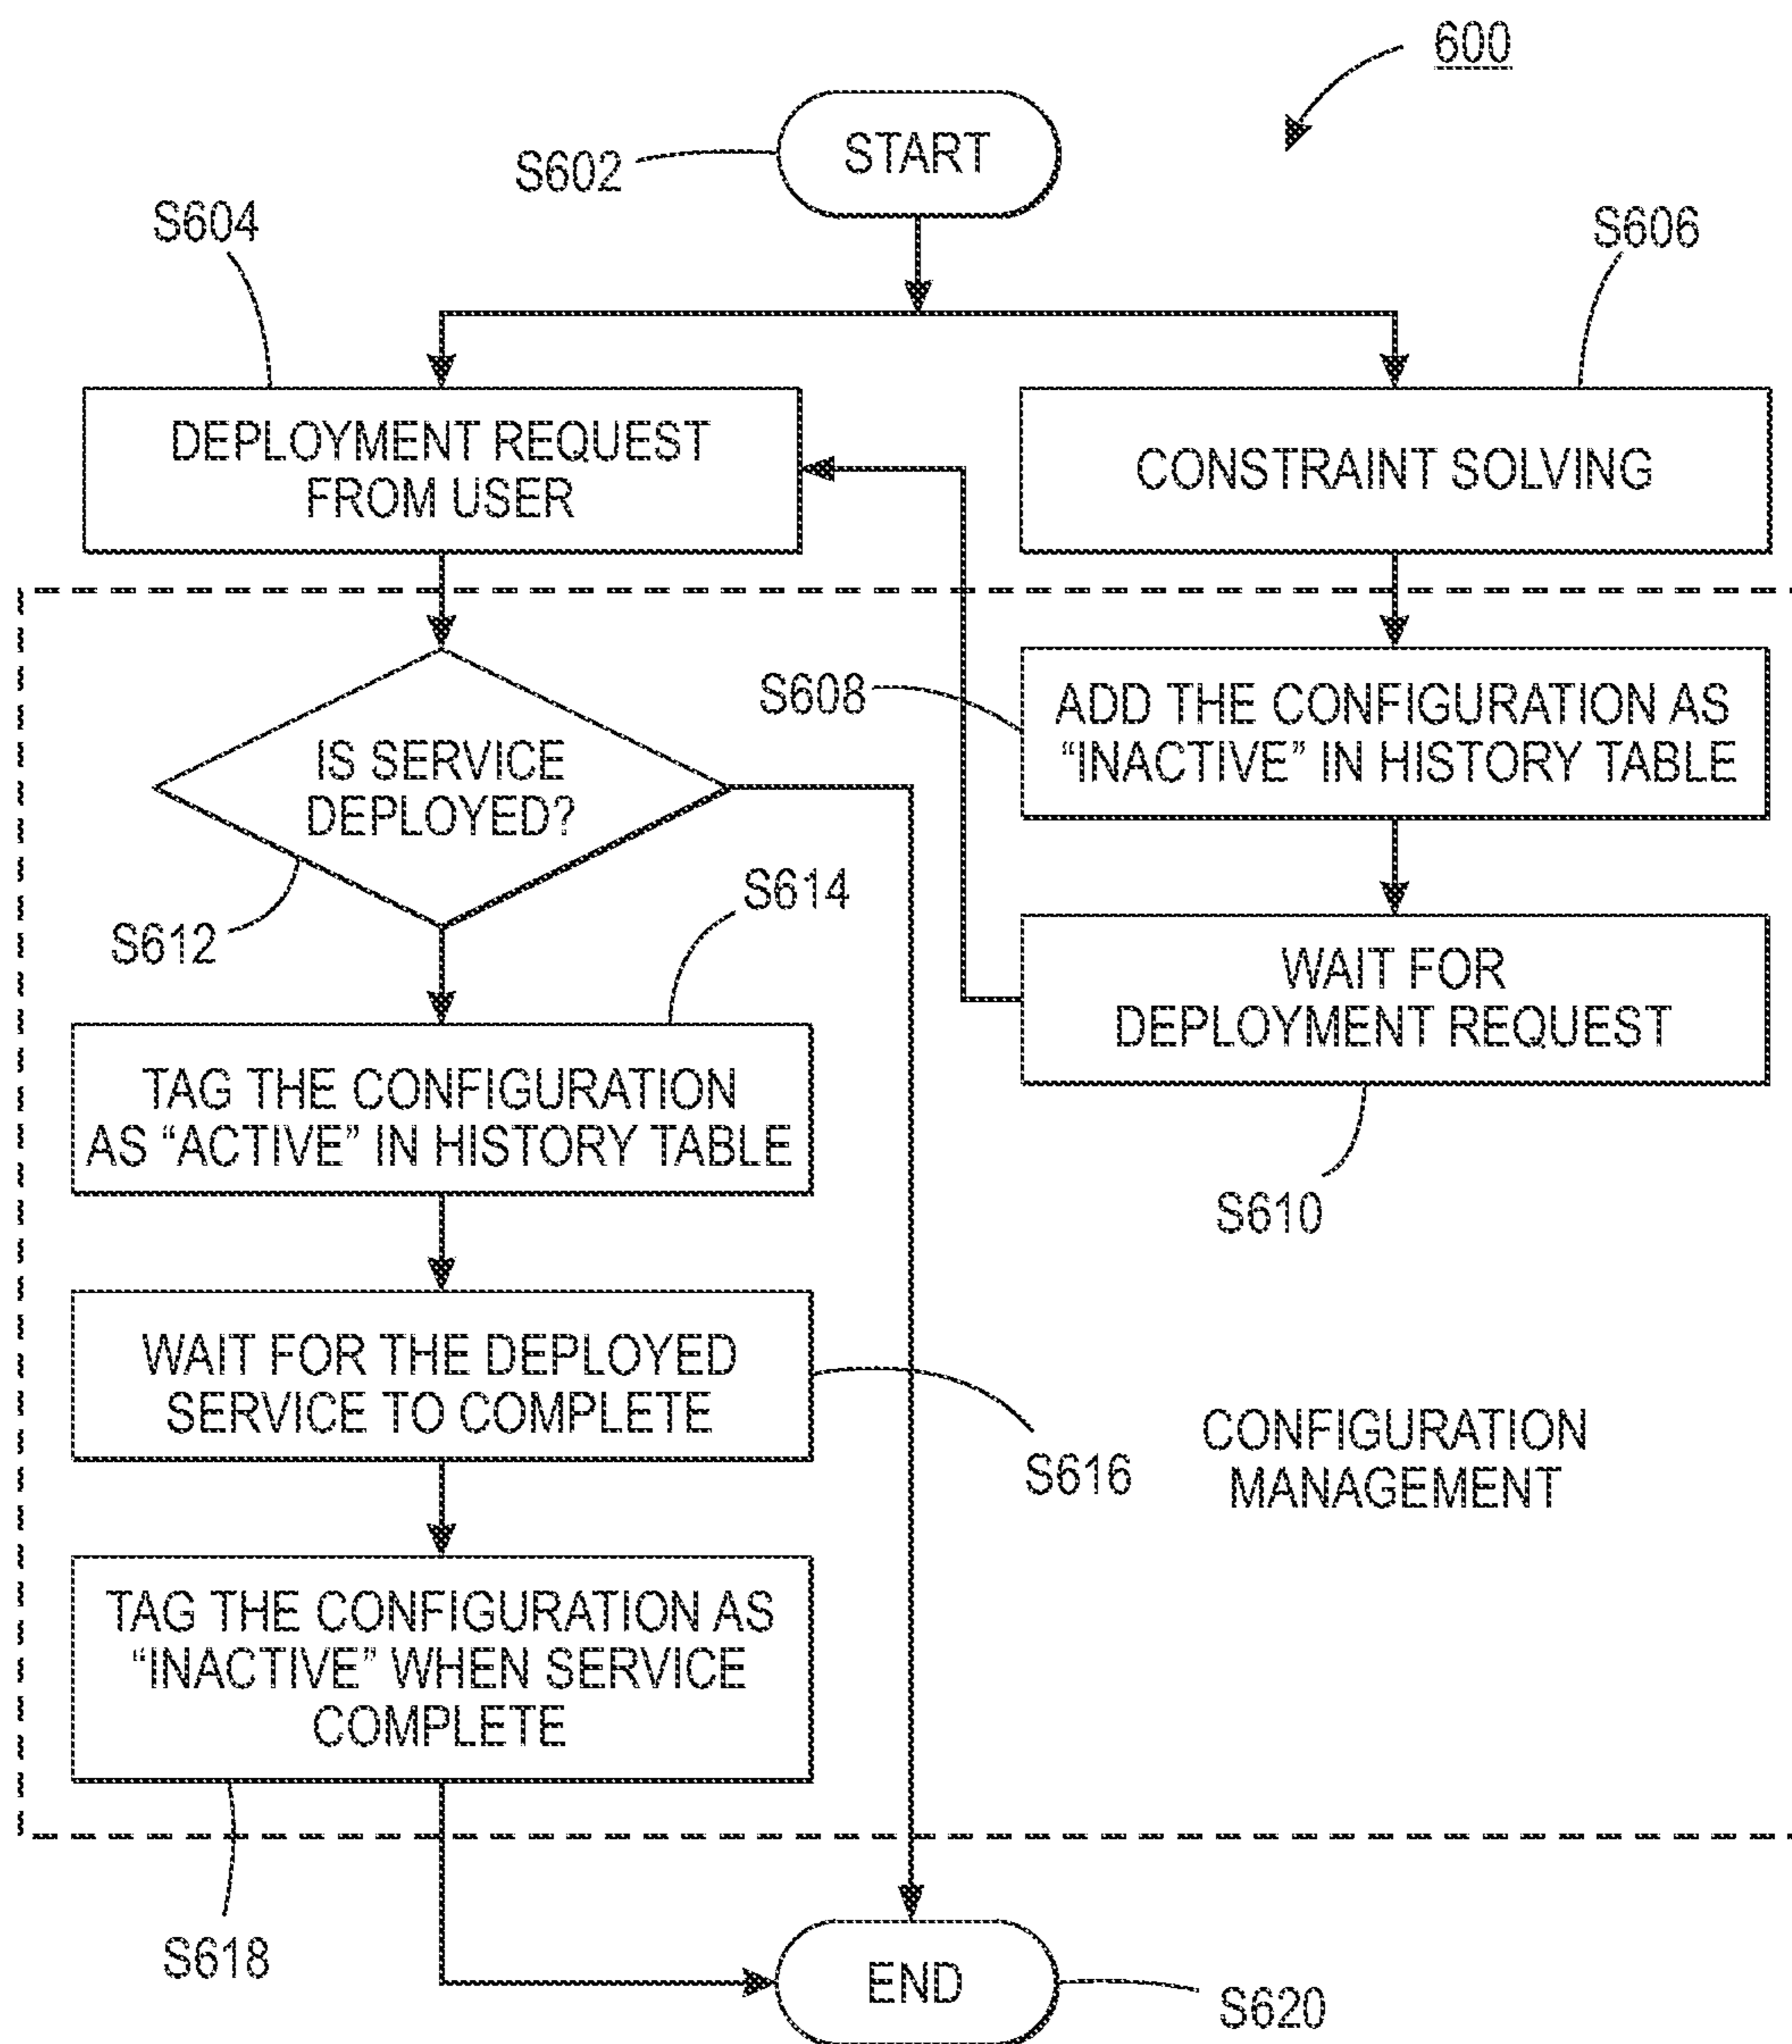 600
START
S602
S604
S606
DEPLOYMENT REQUEST
FROM USER
CONSTRAINT SOLVING
S608
ADD THE CONFIGURATION AS
“INACTIVE” IN HISTORY TABLE
IS SERVICE
DEPLOYED?
S612
S614
WAIT FOR
DEPLOYMENT REQUEST
S610
TAG THE CONFIGURATION
AS “ACTIVE” IN HISTORY TABLE
WAIT FOR THE DEPLOYED
SERVICE TO COMPLETE
S616
CONFIGURATION
MANAGEMENT
TAG THE CONFIGURATION AS
“INACTIVE” WHEN SERVICE
COMPLETE
S618
END
S620